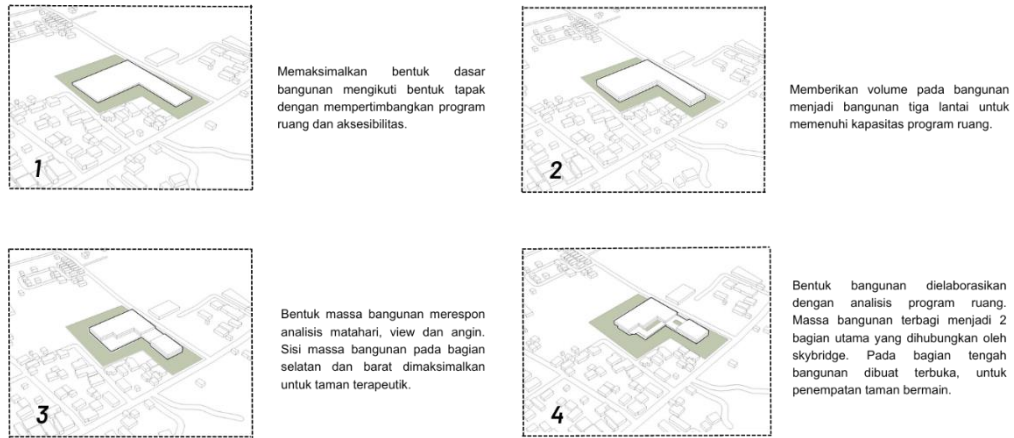 Memaksimalkan bentuk dasar
bangunan mengikuti bentuk tapak
dengan mempertimbangkan program
ruang dan aksesibilitas.
1
Memberikan volume pada bangunan
menjadi bangunan tiga lantai untuk
memenuhi kapasitas program ruang.
2
Bentuk massa bangunan merespon
analisis matahari, view dan angin.
Sisi massa bangunan pada bagian
selatan dan barat dimaksimalkan
untuk taman terapeutik.
3
Bentuk bangunan dielaborasikan
dengan analisis program ruang.
Massa bangunan terbagi menjadi 2
bagian utama yang dihubungkan oleh
skybridge. Pada bagian tengah
bangunan dibuat terbuka, untuk
penempatan taman bermain.
4